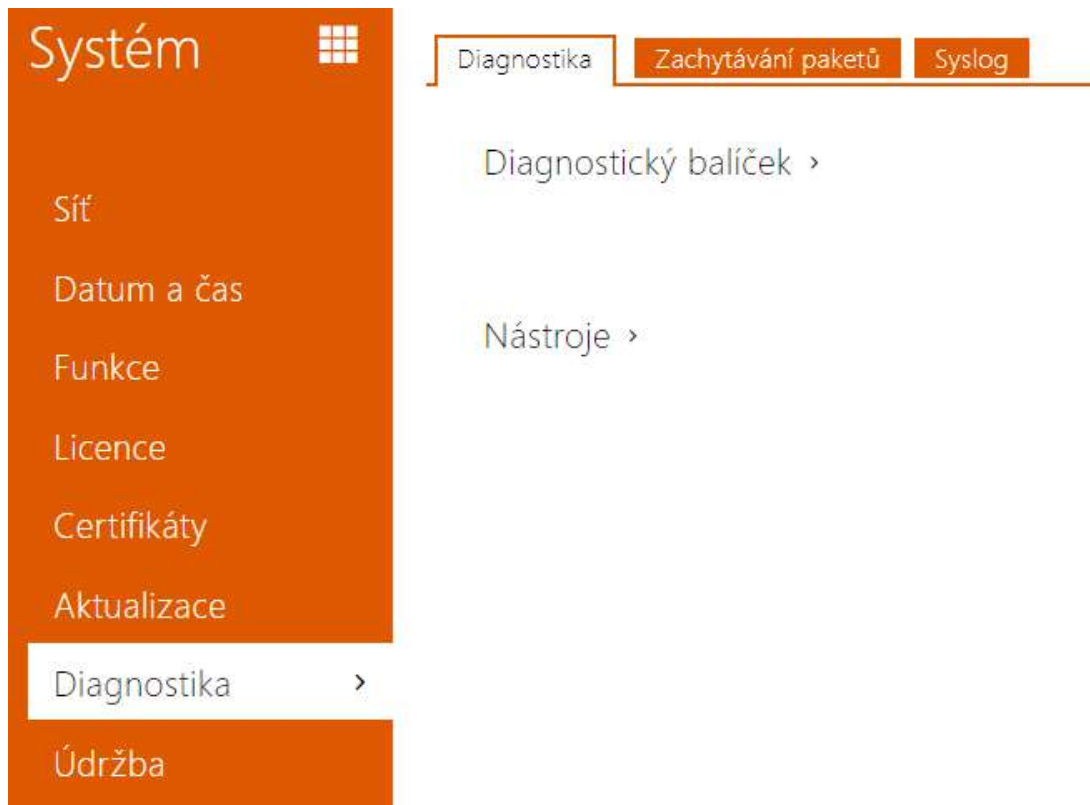 Systém
Síť
Datum a čas
Funkce
Licence
Certifikáty
Aktualizace
Diagnostika
Údržba
Diagnostika
Zachytávání paketů
Syslog
Diagnostický balíček
Nástroje